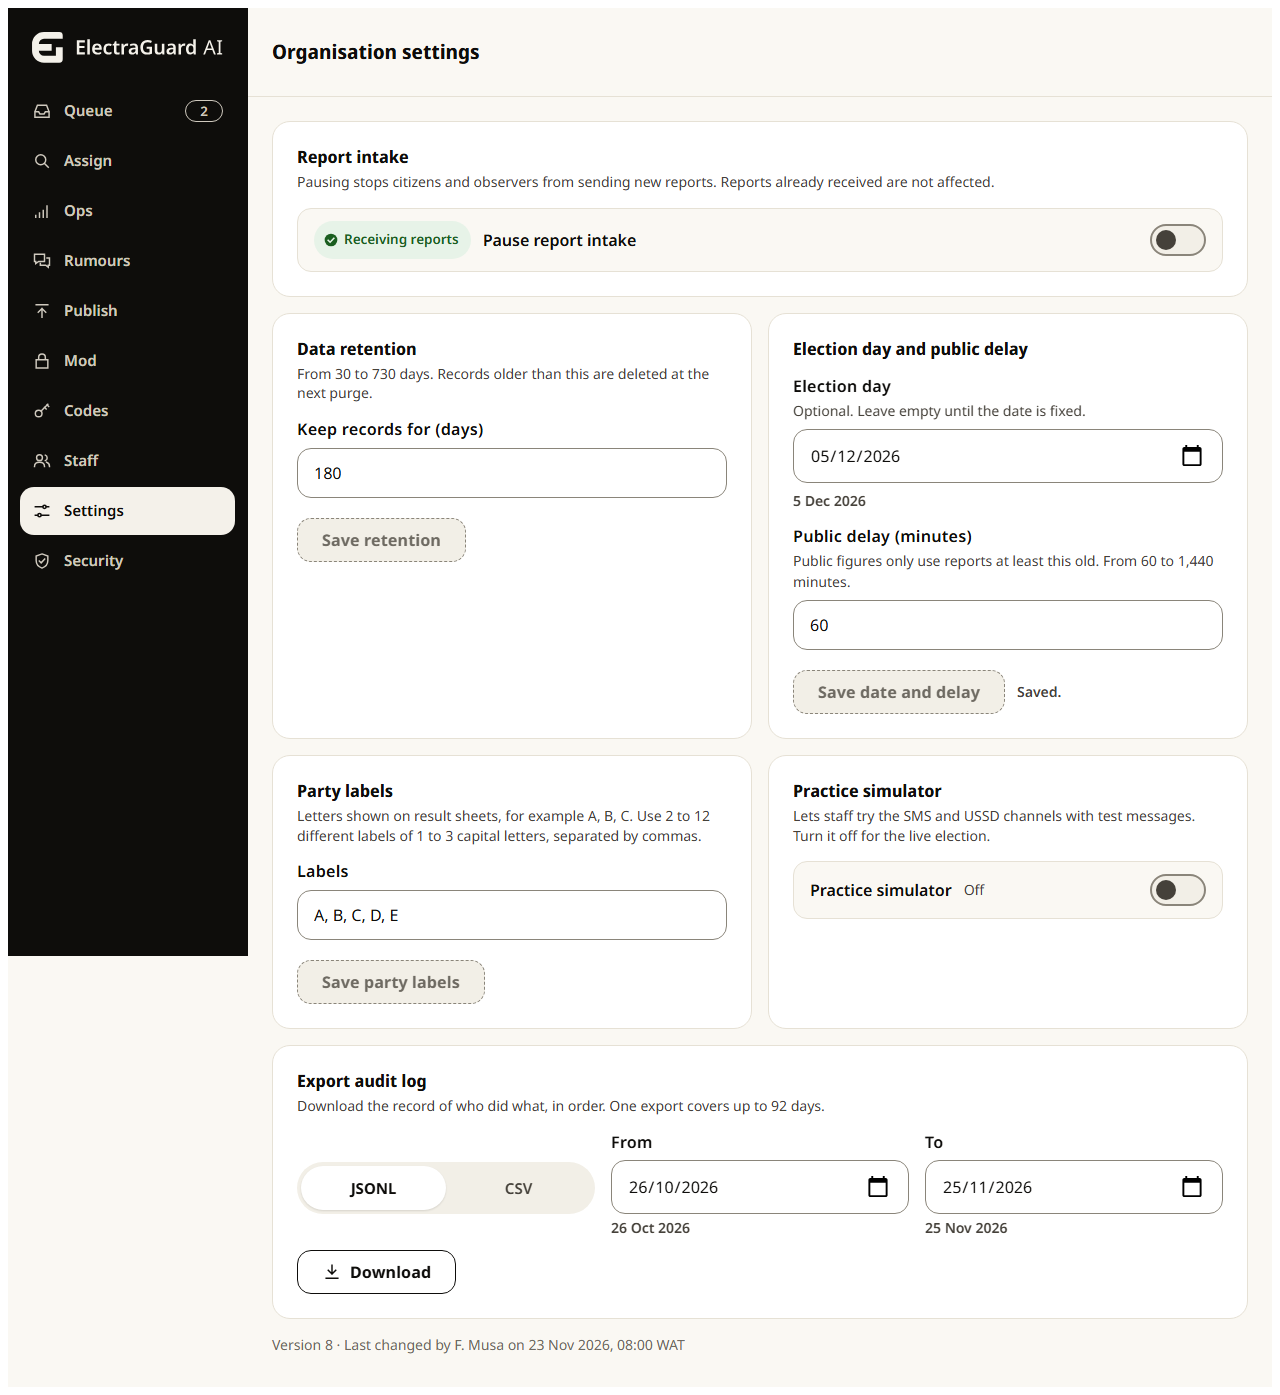 ElectraGuard AI
Queue
2
Assign
Ops
Rumours
Publish
Mod
Codes
Staff
Settings
Security
Organisation settings
Report intake
Pausing stops citizens and observers from sending new reports. Reports already received are not affected.
Receiving reports
Pause report intake
Data retention
From 30 to 730 days. Records older than this are deleted at the
next purge.
Keep records for (days)
180
Save retention
Election day and public delay
Election day
Optional. Leave empty until the date is fixed.
05/12/2026
5 Dec 2026
Public delay (minutes)
Public figures only use reports at least this old. From 60 to 1,440
minutes.
60
Save date and delay
Saved.
Party labels
Letters shown on result sheets, for example A, B, C. Use 2 to 12
different labels of 1 to 3 capital letters, separated by commas.
Labels
A, B, C, D, E
Save party labels
Practice simulator
Lets staff try the SMS and USSD channels with test messages.
Turn it off for the live election.
Practice simulator
Off
Export audit log
Download the record of who did what, in order. One export covers up to 92 days.
JSONL
CSV
From
26/10/2026
26 Oct 2026
To
25/11/2026
25 Nov 2026
Download
Version 8 · Last changed by F. Musa on 23 Nov 2026, 08:00 WAT